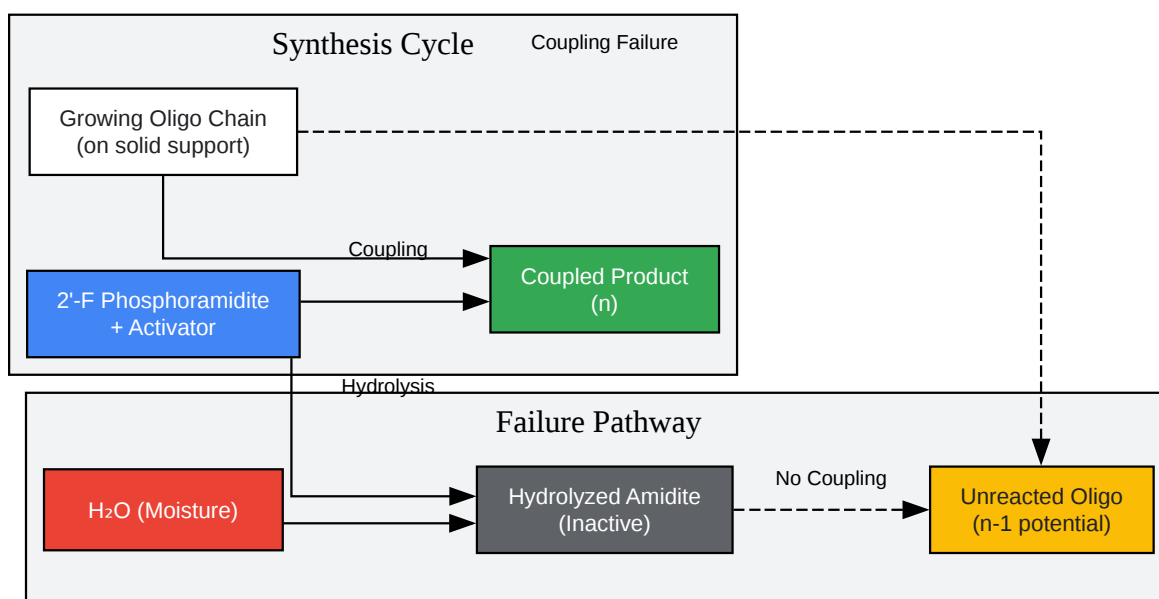 Synthesis Cycle
Coupling Failure
Growing Oligo Chain
(on solid support)
Coupling
Coupled Product
(n)
2'-F Phosphoramidite
+ Activator
Hydrolysis
Failure Pathway
H₂O (Moisture)
Hydrolyzed Amidite
(Inactive)
No Coupling
Unreacted Oligo
(n-1 potential)